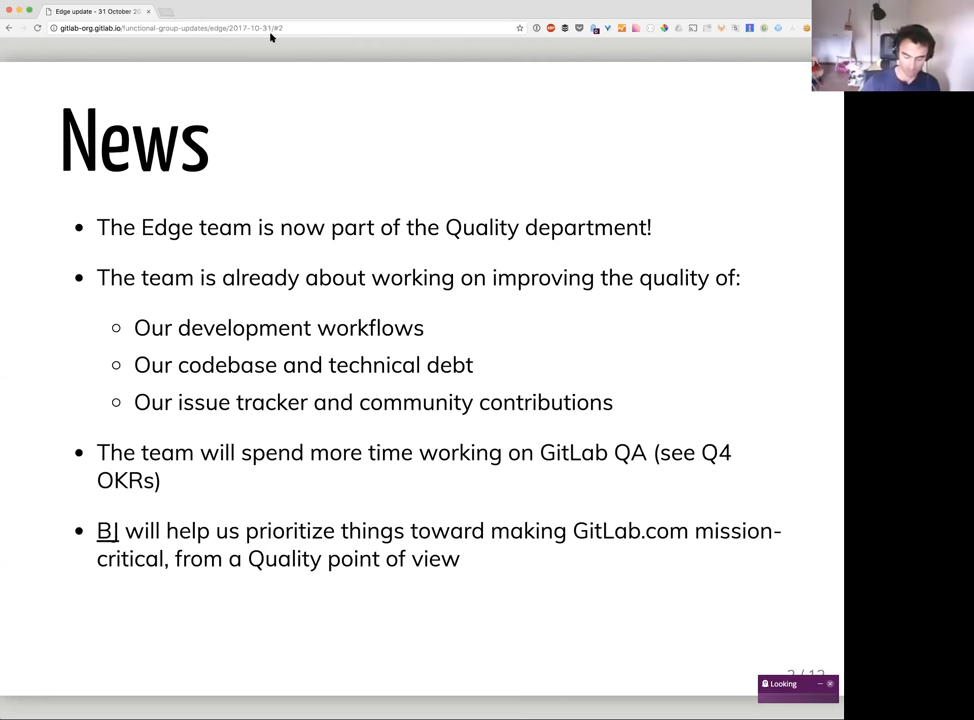 Edge update - 31 October 20
gitlab-org.gitlab.io/functional-group-updates/edge/2017-10-31/#2
News
The Edge team is now part of the Quality department!
The team is already about working on improving the quality of:
Our development workflows
Our codebase and technical debt
Our issue tracker and community contributions
The team will spend more time working on GitLab QA (see Q4
OKRs)
BJ will help us prioritize things toward making GitLab.com mission-
critical, from a Quality point of view
Looking